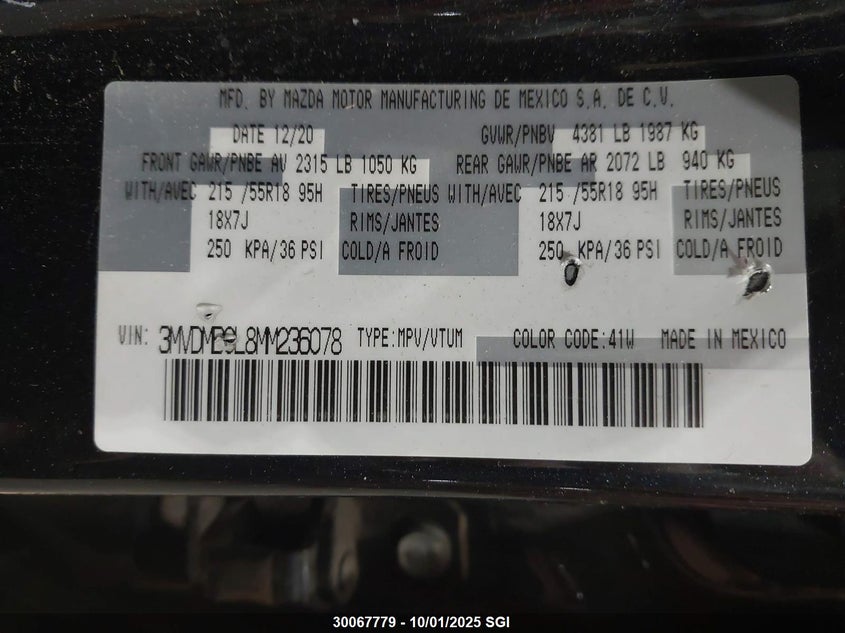 MFD. BY MAZDA MOTOR MANUFACTURING DE MEXICO S.A. DE C.V.
DATE 12/20 GVWR/PNBV 4381 LB 1987 KG
FRONT GAWR/PNBE AV 2315 LB 1050 KG REAR GAWR/PNBE AR 2072 LB 940 KG
WITH/AVEC 215 /55R18 95H TIRES/PNEUS WITH/AVEC 215 /55R18 95H TIRES/PNEUS
18X7J RIMS/JANTES 18X7J RIMS/JANTES
250 KPA/36 PSI COLD/A FROID 250 KPA/36 PSI COLD/A FROID
VIN: 3MVDMBCL8MM236078 TYPE:MPV/VTUM COLOR CODE:41W MADE IN MEXICO
30067779 - 10/01/2025 SGI